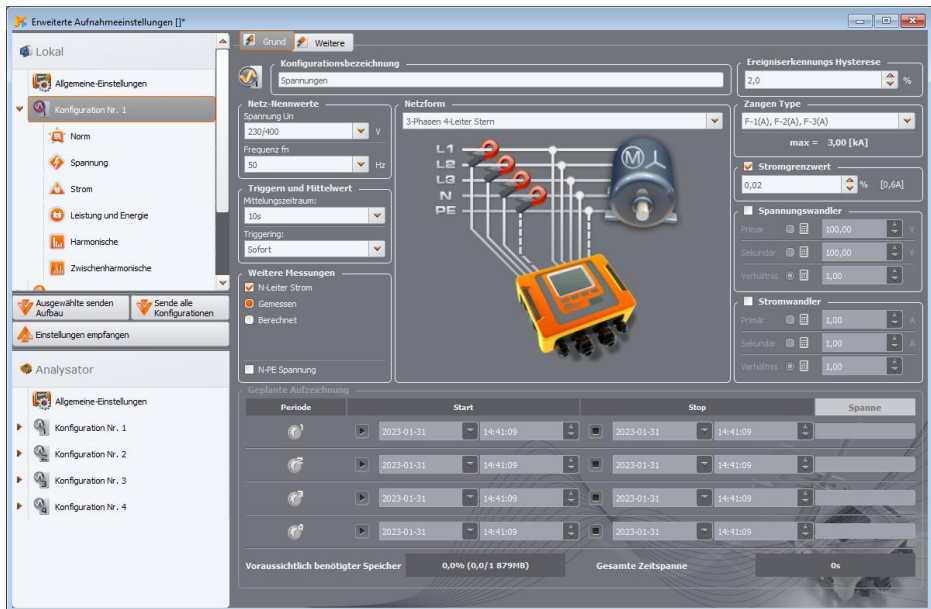 Erweiterte Aufnahmeeinstellungen []*
Lokal
Allgemeine-Einstellungen
Konfiguration Nr. 1
Norm
Spannung
Strom
Leistung und Energie
Harmonische
Zwischenharmonische
Ausgewählte senden Aufbau
Sende alle Konfigurationen
Einstellungen empfangen
Analysator
Allgemeine-Einstellungen
Konfiguration Nr. 1
Konfiguration Nr. 2
Konfiguration Nr. 3
Konfiguration Nr. 4
Grund Weitere
Konfigurationsbezeichnung
Spannungen
Ereigniserkennungs Hysterese
2,0 %
Netz-Nennwerte
Spannung Un
230/400 V
Frequenz fn
50 Hz
Triggern und Mittelwert
Mittelungszeitraum:
10s
Triggering:
Sofort
Weitere Messungen
N-Leiter Strom
Gemessen
Berechnet
N-PE Spannung
Netzform
3-Phasen 4-Leiter Stern
L1
L2
L3
N
PE
M
Zangen Type
F-1(A), F-2(A), F-3(A)
max = 3,00 [kA]
Stromgrenzwert
0,02 % [0,6A]
Spannungswandler
Primär 100,00 V
Sekundär 100,00 V
Verhältnis 1,00
Stromwandler
Primär 1,00 A
Sekundär 1,00 A
Verhältnis 1,00
Geplante Aufzeichnung
Periode Start Stop Spanne
1 2023-01-31 14:41:09 2023-01-31 14:41:09
2 2023-01-31 14:41:09 2023-01-31 14:41:09
3 2023-01-31 14:41:09 2023-01-31 14:41:09
4 2023-01-31 14:41:09 2023-01-31 14:41:09
Voraussichtlich benötigter Speicher 0,0% (0,0/1 879MB) Gesamte Zeitspanne 0s